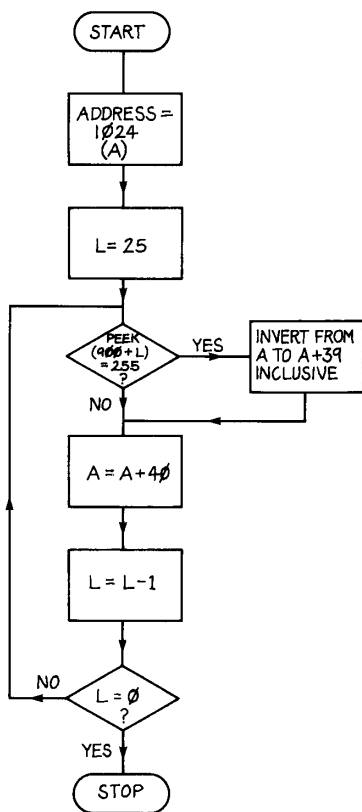 START
ADDRESS =
1Ø24
(A)
L = 25
PEEK
(9ØØ + L)
= 255
?
YES
INVERT FROM
A TO A+39
INCLUSIVE
NO
A = A+4Ø
L = L-1
NO
L = Ø
?
YES
STOP